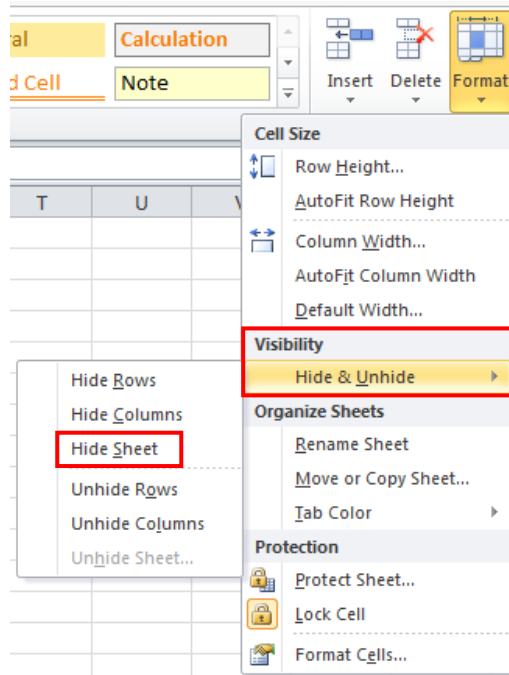 al
Calculation
d Cell
Note
Insert Delete Format
Cell Size
Row Height...
AutoFit Row Height
T U V
Column Width...
AutoFit Column Width
Default Width...
Visibility
Hide & Unhide
Hide Rows
Hide Columns
Hide Sheet
Unhide Rows
Unhide Columns
Unhide Sheet...
Organize Sheets
Rename Sheet
Move or Copy Sheet...
Tab Color
Protection
Protect Sheet...
Lock Cell
Format Cells...